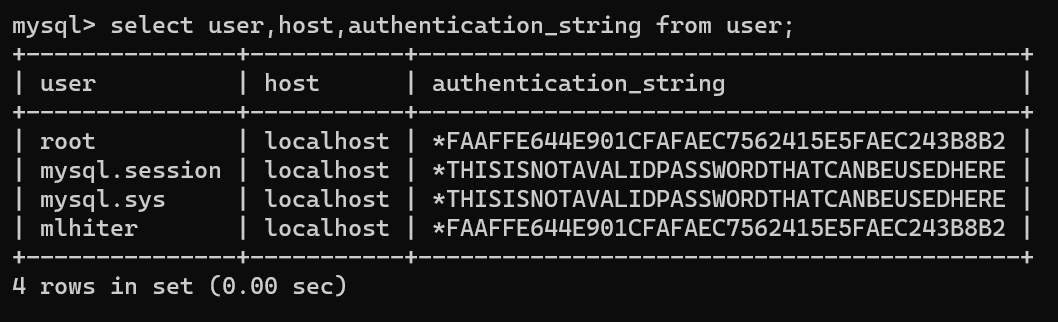 mysql> select user,host,authentication_string from user;
+---------------+-----------+-------------------------------------------+
| user          | host      | authentication_string                     |
+---------------+-----------+-------------------------------------------+
| root          | localhost | *FAAFFE644E901CFAFAEC7562415E5FAEC243B8B2 |
| mysql.session | localhost | *THISISNOTAVALIDPASSWORDTHATCANBEUSEDHERE |
| mysql.sys     | localhost | *THISISNOTAVALIDPASSWORDTHATCANBEUSEDHERE |
| mlhiter       | localhost | *FAAFFE644E901CFAFAEC7562415E5FAEC243B8B2 |
+---------------+-----------+-------------------------------------------+
4 rows in set (0.00 sec)